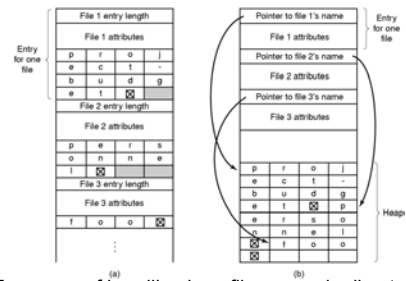 File 1 entry length
File 1 attributes
Entry
for one
file
p r o j
e c t -
b u d g
e t ☒
File 2 entry length
File 2 attributes
p e r s
o n n e
l ☒
File 3 entry length
File 3 attributes
f o o ☒
⋮
(a)
Pointer to file 1's name
File 1 attributes
Entry
for one
file
Pointer to file 2's name
File 2 attributes
Pointer to file 3's name
File 3 attributes
p r o j
e c t -
b u d g
e t ☒ p
e r s o
n n e l
☒ f o o
☒
Heap
(b)